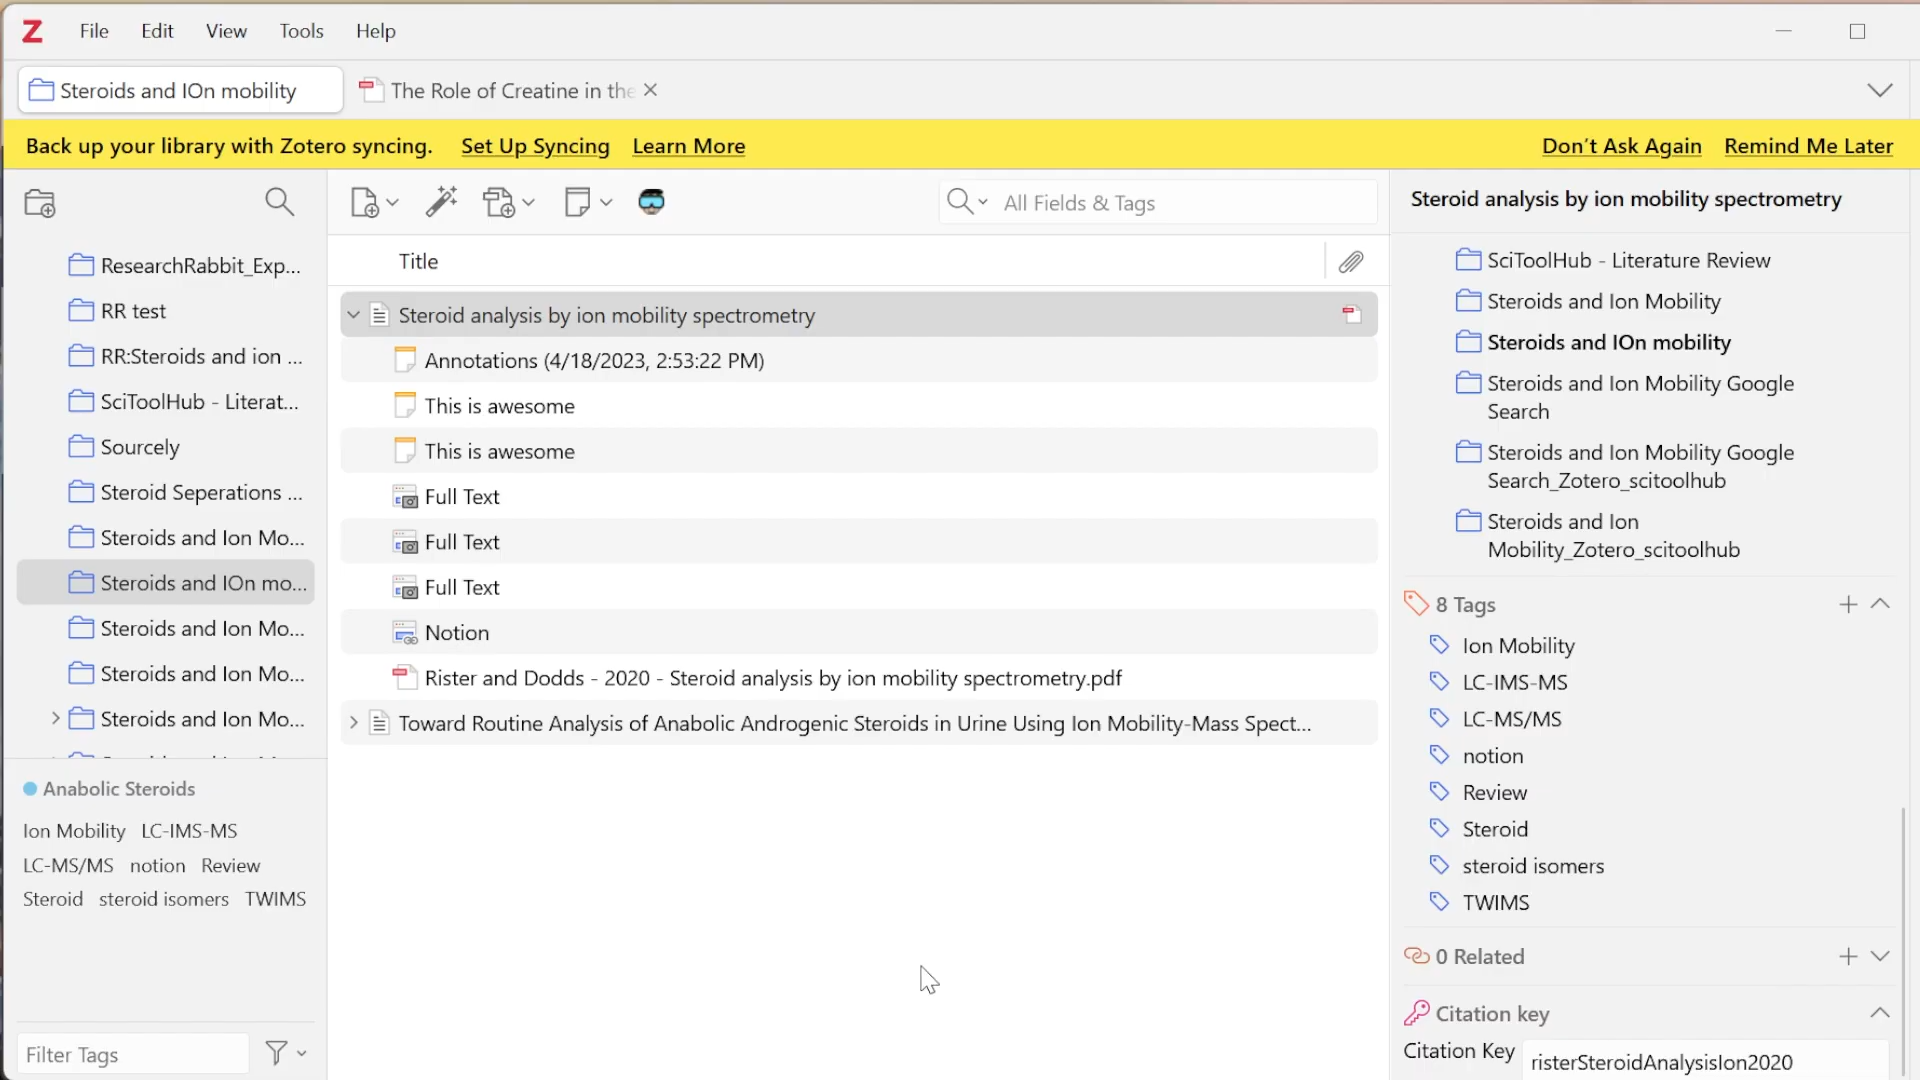 Z File Edit View Tools Help
Steroids and IOn mobility The Role of Creatine in the
Back up your library with Zotero syncing. Set Up Syncing Learn More Don't Ask Again Remind Me Later
All Fields & Tags
Steroid analysis by ion mobility spectrometry
ResearchRabbit_Exp...
RR test
RR:Steroids and ion ...
SciToolHub - Literat...
Sourcely
Steroid Seperations ...
Steroids and Ion Mo...
Steroids and IOn mo...
Steroids and Ion Mo...
Steroids and Ion Mo...
Steroids and Ion Mo...
Anabolic Steroids
Ion Mobility LC-IMS-MS
LC-MS/MS notion Review
Steroid steroid isomers TWIMS
Filter Tags
Title
Steroid analysis by ion mobility spectrometry
Annotations (4/18/2023, 2:53:22 PM)
This is awesome
This is awesome
Full Text
Full Text
Full Text
Notion
Rister and Dodds - 2020 - Steroid analysis by ion mobility spectrometry.pdf
Toward Routine Analysis of Anabolic Androgenic Steroids in Urine Using Ion Mobility-Mass Spect...
SciToolHub - Literature Review
Steroids and Ion Mobility
Steroids and IOn mobility
Steroids and Ion Mobility Google
Search
Steroids and Ion Mobility Google
Search_Zotero_scitoolhub
Steroids and Ion
Mobility_Zotero_scitoolhub
8 Tags
Ion Mobility
LC-IMS-MS
LC-MS/MS
notion
Review
Steroid
steroid isomers
TWIMS
0 Related
Citation key
Citation Key risterSteroidAnalysisIon2020